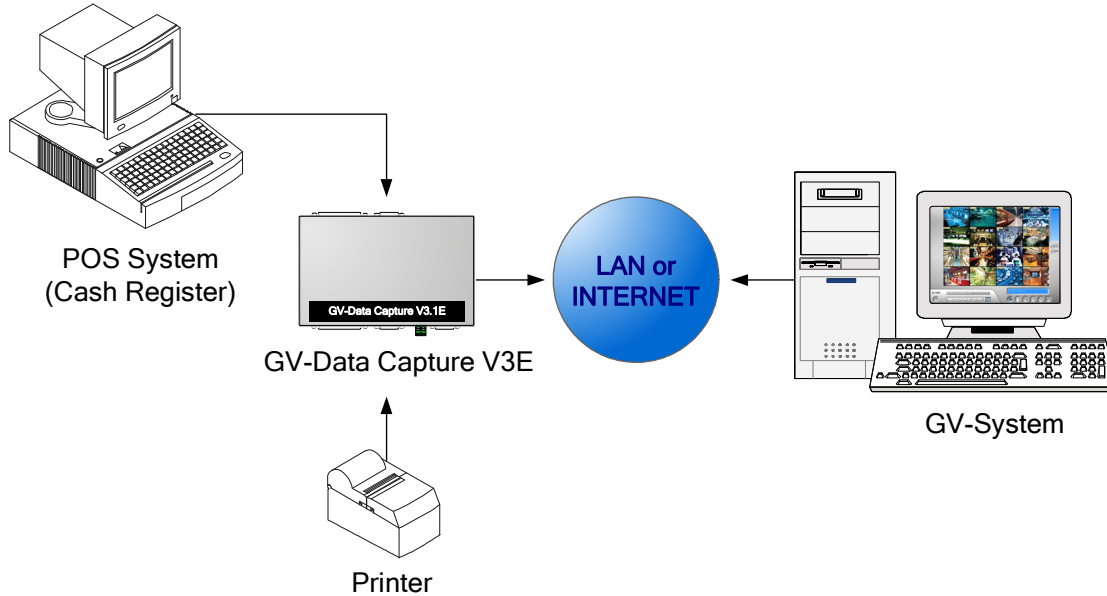 POS System
(Cash Register)
GV-Data Capture V3.1E
GV-Data Capture V3E
LAN or
INTERNET
GV-System
Printer